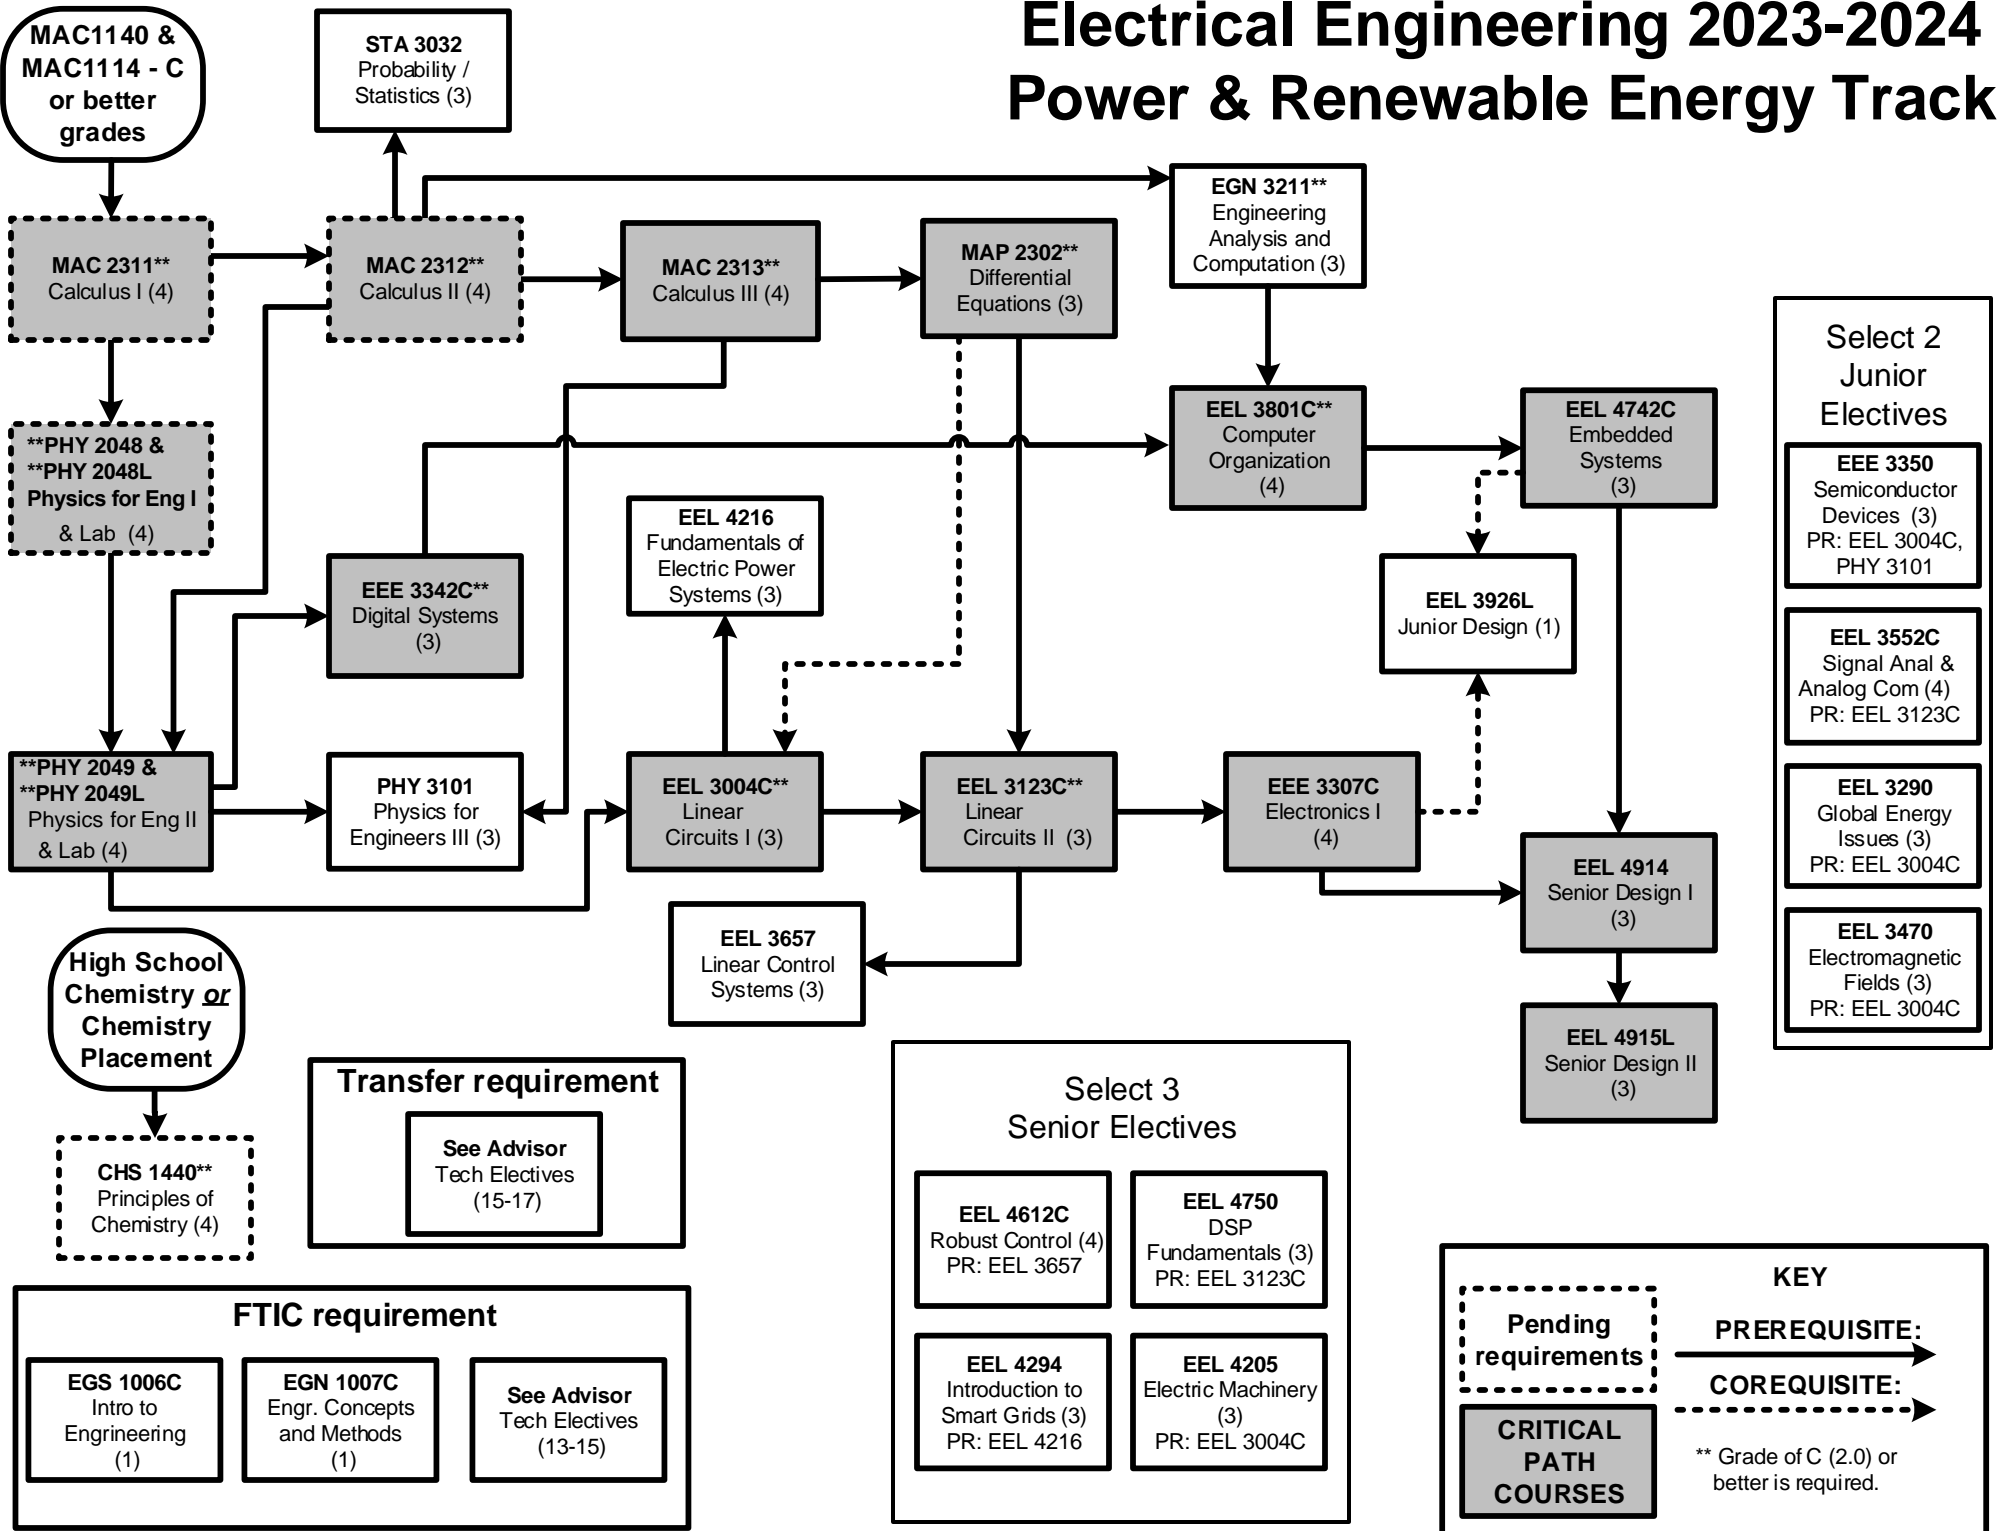 Electrical Engineering 2023-2024
Power & Renewable Energy Track
MAC1140 &
MAC1114 - C
or better
grades
STA 3032
Probability /
Statistics (3)
EGN 3211**
Engineering
Analysis and
Computation (3)
MAC 2311**
Calculus I (4)
MAC 2312**
Calculus II (4)
MAC 2313**
Calculus III (4)
MAP 2302**
Differential
Equations (3)
**PHY 2048 &
**PHY 2048L
Physics for Eng I
& Lab (4)
EEL 3801C**
Computer
Organization
(4)
EEL 4742C
Embedded
Systems
(3)
EEL 4216
Fundamentals of
Electric Power
Systems (3)
EEE 3342C**
Digital Systems
(3)
EEL 3926L
Junior Design (1)
**PHY 2049 &
**PHY 2049L
Physics for Eng II
& Lab (4)
PHY 3101
Physics for
Engineers III (3)
EEL 3004C**
Linear
Circuits I (3)
EEL 3123C**
Linear
Circuits II (3)
EEE 3307C
Electronics I
(4)
EEL 4914
Senior Design I
(3)
EEL 3657
Linear Control
Systems (3)
EEL 4915L
Senior Design II
(3)
Select 2
Junior
Electives
EEE 3350
Semiconductor
Devices (3)
PR: EEL 3004C,
PHY 3101
EEL 3552C
Signal Anal &
Analog Com (4)
PR: EEL 3123C
EEL 3290
Global Energy
Issues (3)
PR: EEL 3004C
EEL 3470
Electromagnetic
Fields (3)
PR: EEL 3004C
High School
Chemistry or
Chemistry
Placement
CHS 1440**
Principles of
Chemistry (4)
Transfer requirement
See Advisor
Tech Electives
(15-17)
FTIC requirement
EGS 1006C
Intro to
Engrineering
(1)
EGN 1007C
Engr. Concepts
and Methods
(1)
See Advisor
Tech Electives
(13-15)
Select 3
Senior Electives
EEL 4612C
Robust Control (4)
PR: EEL 3657
EEL 4750
DSP
Fundamentals (3)
PR: EEL 3123C
EEL 4294
Introduction to
Smart Grids (3)
PR: EEL 4216
EEL 4205
Electric Machinery
(3)
PR: EEL 3004C
KEY
Pending
requirements
PREREQUISITE:
COREQUISITE:
CRITICAL
PATH
COURSES
** Grade of C (2.0) or
better is required.